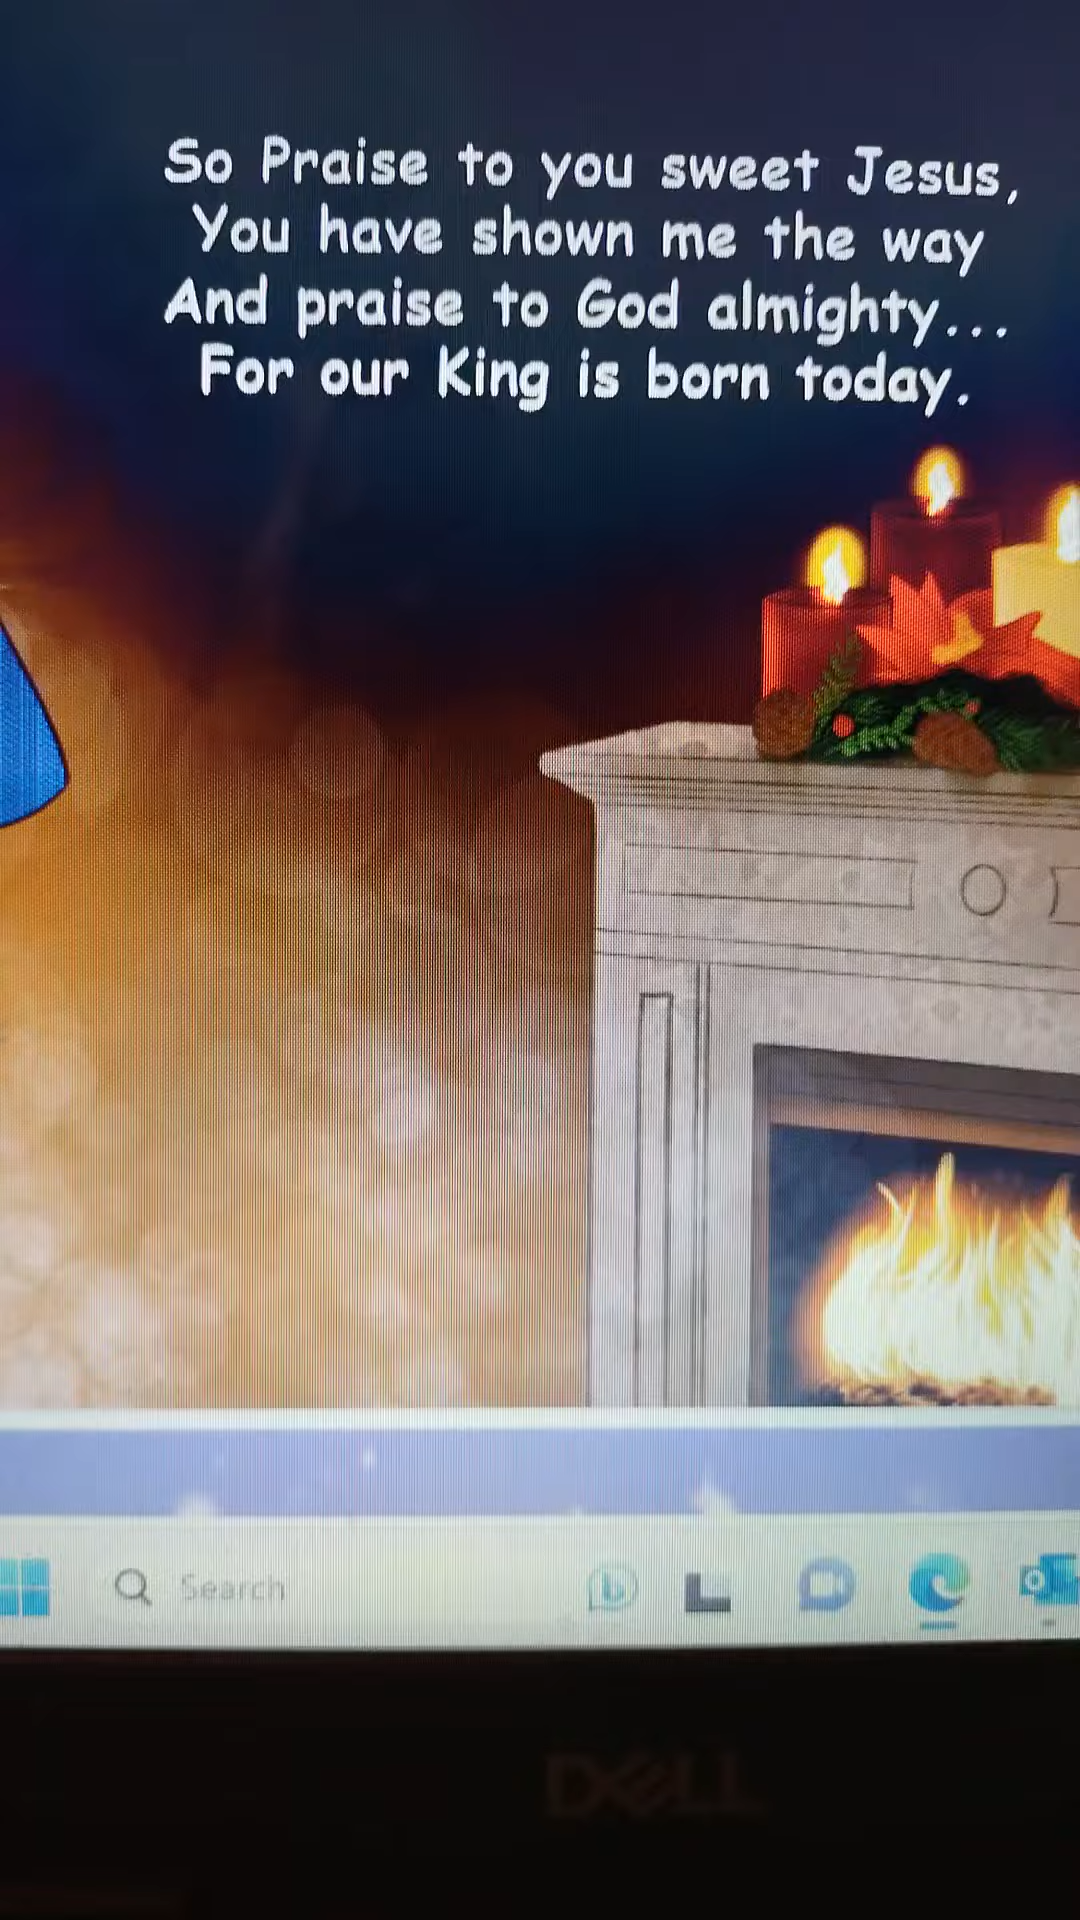 So Praise to you sweet Jesus,
You have shown me the way
And praise to God almighty...
For our King is born today.
Search
DELL